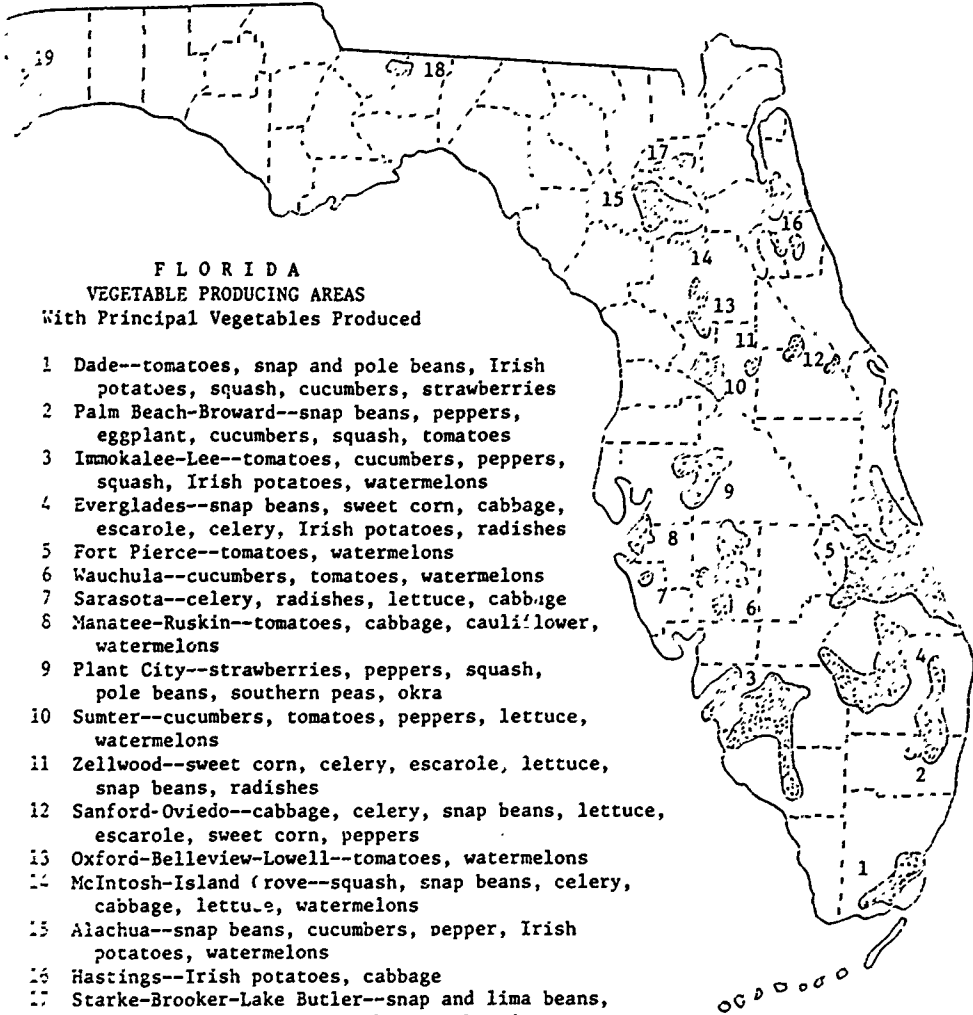 19
18
17
15
16
14
13
11
12
10
9
8
5
7
6
4
3
2
1
F L O R I D A
VEGETABLE PRODUCING AREAS
With Principal Vegetables Produced
1 Dade--tomatoes, snap and pole beans, Irish
potatoes, squash, cucumbers, strawberries
2 Palm Beach-Broward--snap beans, peppers,
eggplant, cucumbers, squash, tomatoes
3 Immokalee-Lee--tomatoes, cucumbers, peppers,
squash, Irish potatoes, watermelons
4 Everglades--snap beans, sweet corn, cabbage,
escarole, celery, Irish potatoes, radishes
5 Fort Pierce--tomatoes, watermelons
6 Wauchula--cucumbers, tomatoes, watermelons
7 Sarasota--celery, radishes, lettuce, cabbage
8 Manatee-Ruskin--tomatoes, cabbage, cauliflower,
watermelons
9 Plant City--strawberries, peppers, squash,
pole beans, southern peas, okra
10 Sumter--cucumbers, tomatoes, peppers, lettuce,
watermelons
11 Zellwood--sweet corn, celery, escarole, lettuce,
snap beans, radishes
12 Sanford-Oviedo--cabbage, celery, snap beans, lettuce,
escarole, sweet corn, peppers
13 Oxford-Belleview-Lowell--tomatoes, watermelons
14 McIntosh-Island Grove--squash, snap beans, celery,
cabbage, lettuce, watermelons
15 Alachua--snap beans, cucumbers, pepper, Irish
potatoes, watermelons
16 Hastings--Irish potatoes, cabbage
17 Starke-Brooker-Lake Butler--snap and lima beans,